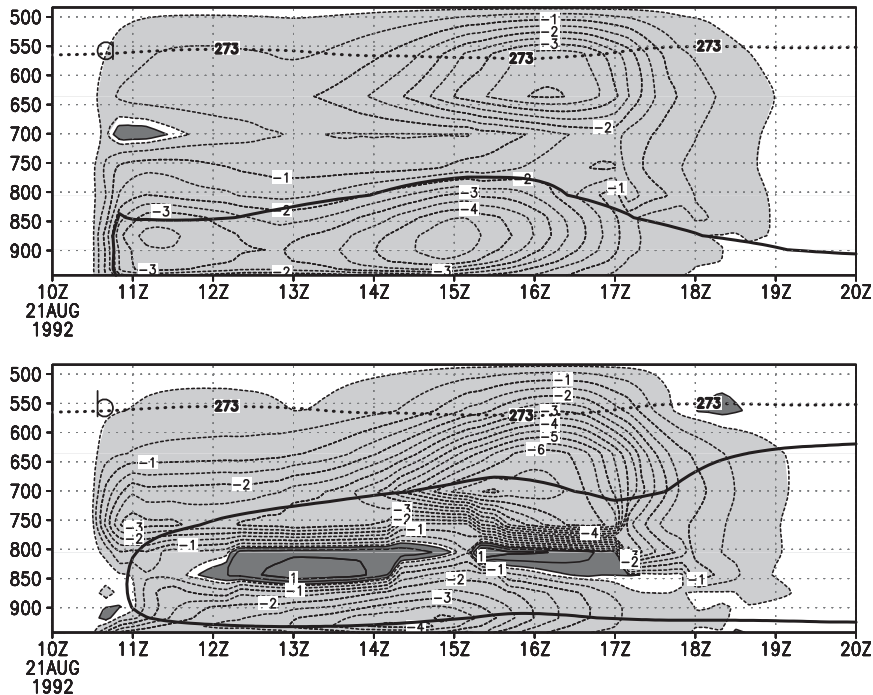 500
-1
-2
550 a 273 -3 273 273
600
650
700 -2
750
-1
800 -2 -1
-3 -2 -3
850 -4
900
-3 -2 -3
10Z 11Z 12Z 13Z 14Z 15Z 16Z 17Z 18Z 19Z 20Z
21AUG
1992
500 -1
-2
550 b 273 273 -3 273
-4
600 -5
-6
650 -1
-2
700
-3
750 -3 -2
-2 -1 -1 -4
800 1 -3
-2
850 1 -2 -1 -1
-1
900 -2 -3
-4
10Z 11Z 12Z 13Z 14Z 15Z 16Z 17Z 18Z 19Z 20Z
21AUG
1992